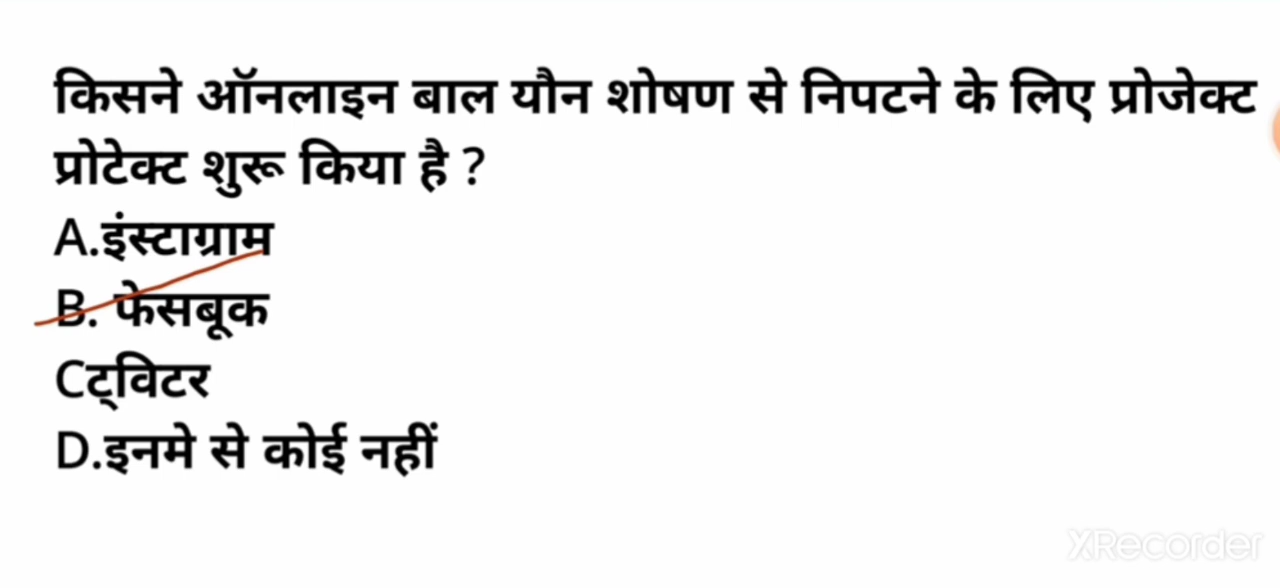 किसने ऑनलाइन बाल यौन शोषण से निपटने के लिए प्रोजेक्ट
प्रोटेक्ट शुरू किया है ?
A.इंस्टाग्राम
B. फेसबूक
Cट्विटर
D.इनमे से कोई नहीं
XRecorder